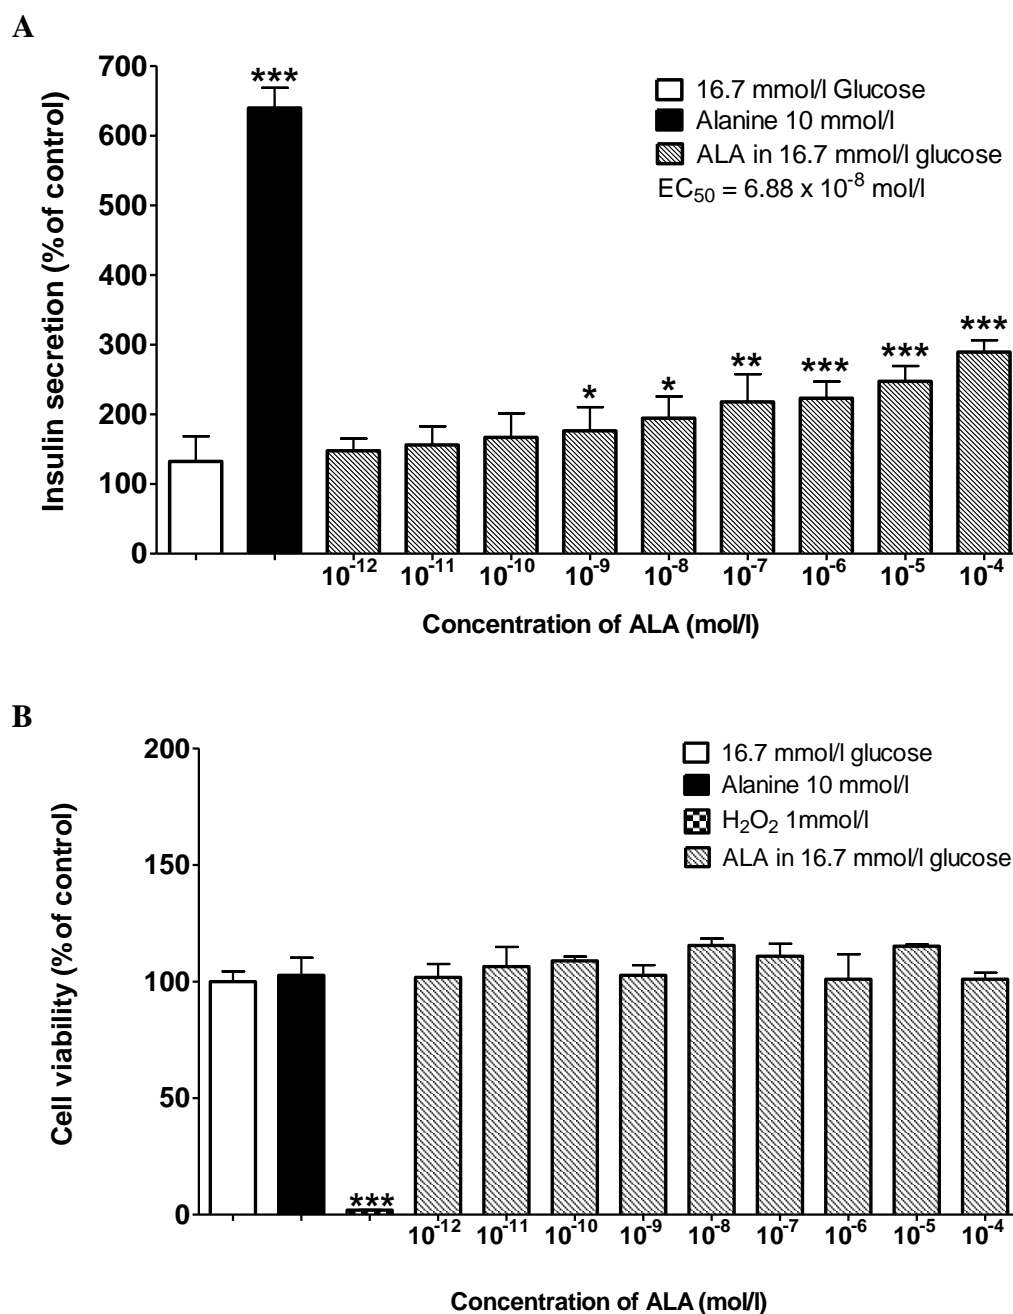 A
Insulin secretion (% of control)
700
600
500
400
300
200
100
0
***
*
*
**
***
***
***
16.7 mmol/l Glucose
Alanine 10 mmol/l
ALA in 16.7 mmol/l glucose
EC50 = 6.88 x 10^-8 mol/l
10^-12 10^-11 10^-10 10^-9 10^-8 10^-7 10^-6 10^-5 10^-4
Concentration of ALA (mol/l)
B
Cell viability (% of control)
200
150
100
50
0
***
16.7 mmol/l glucose
Alanine 10 mmol/l
H2O2 1mmol/l
ALA in 16.7 mmol/l glucose
10^-12 10^-11 10^-10 10^-9 10^-8 10^-7 10^-6 10^-5 10^-4
Concentration of ALA (mol/l)